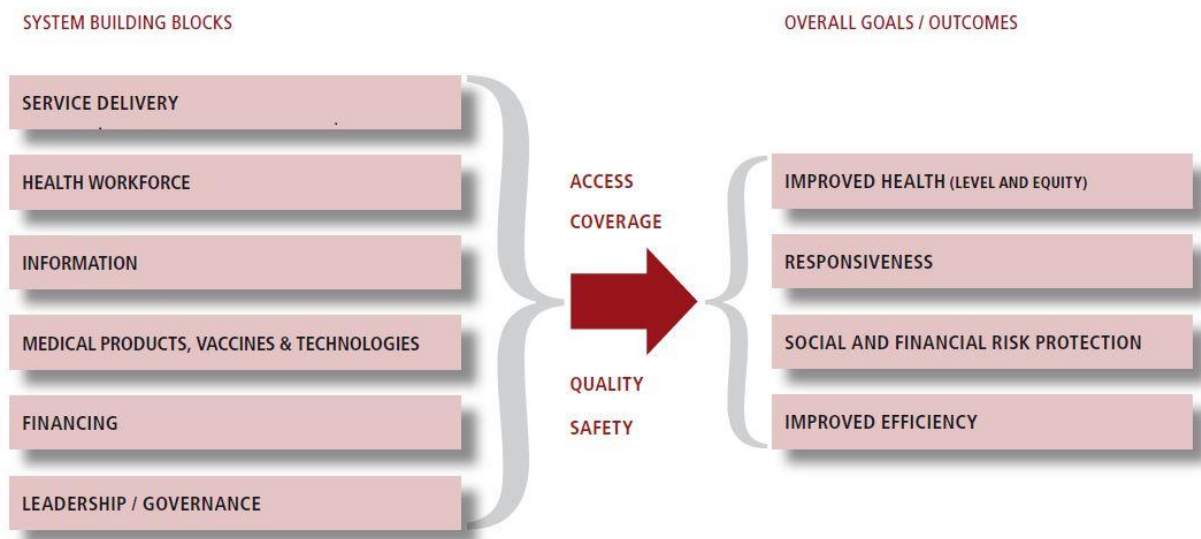 SYSTEM BUILDING BLOCKS
SERVICE DELIVERY
HEALTH WORKFORCE
INFORMATION
MEDICAL PRODUCTS, VACCINES & TECHNOLOGIES
FINANCING
LEADERSHIP / GOVERNANCE
ACCESS
COVERAGE
QUALITY
SAFETY
OVERALL GOALS / OUTCOMES
IMPROVED HEALTH (LEVEL AND EQUITY)
RESPONSIVENESS
SOCIAL AND FINANCIAL RISK PROTECTION
IMPROVED EFFICIENCY